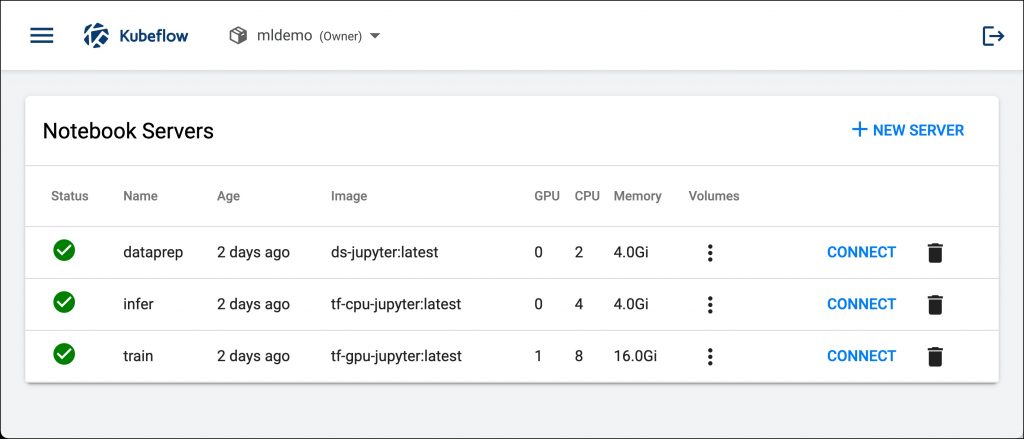 Kubeflow mldemo (Owner)
Notebook Servers + NEW SERVER
Status Name Age Image GPU CPU Memory Volumes
dataprep 2 days ago ds-jupyter:latest 0 2 4.0Gi CONNECT
infer 2 days ago tf-cpu-jupyter:latest 0 4 4.0Gi CONNECT
train 2 days ago tf-gpu-jupyter:latest 1 8 16.0Gi CONNECT